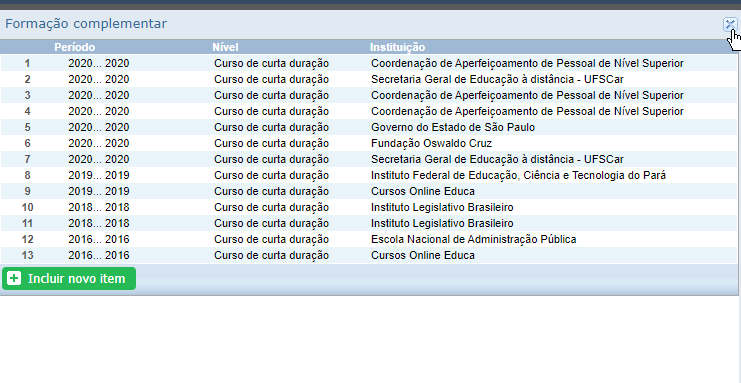 Formação complementar
Período Nível Instituição
1 2020... 2020 Curso de curta duração Coordenação de Aperfeiçoamento de Pessoal de Nível Superior
2 2020... 2020 Curso de curta duração Secretaria Geral de Educação à distância - UFSCar
3 2020... 2020 Curso de curta duração Coordenação de Aperfeiçoamento de Pessoal de Nível Superior
4 2020... 2020 Curso de curta duração Coordenação de Aperfeiçoamento de Pessoal de Nível Superior
5 2020... 2020 Curso de curta duração Governo do Estado de São Paulo
6 2020... 2020 Curso de curta duração Fundação Oswaldo Cruz
7 2020... 2020 Curso de curta duração Secretaria Geral de Educação à distância - UFSCar
8 2019... 2019 Curso de curta duração Instituto Federal de Educação, Ciência e Tecnologia do Pará
9 2019... 2019 Curso de curta duração Cursos Online Educa
10 2018... 2018 Curso de curta duração Instituto Legislativo Brasileiro
11 2018... 2018 Curso de curta duração Instituto Legislativo Brasileiro
12 2016... 2016 Curso de curta duração Escola Nacional de Administração Pública
13 2016... 2016 Curso de curta duração Cursos Online Educa
Incluir novo item